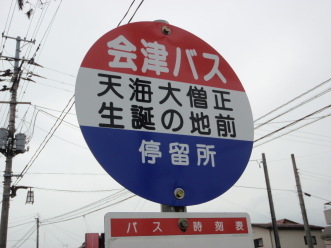 会津バス
天海大僧正
生誕の地前
停留所
バス時刻表